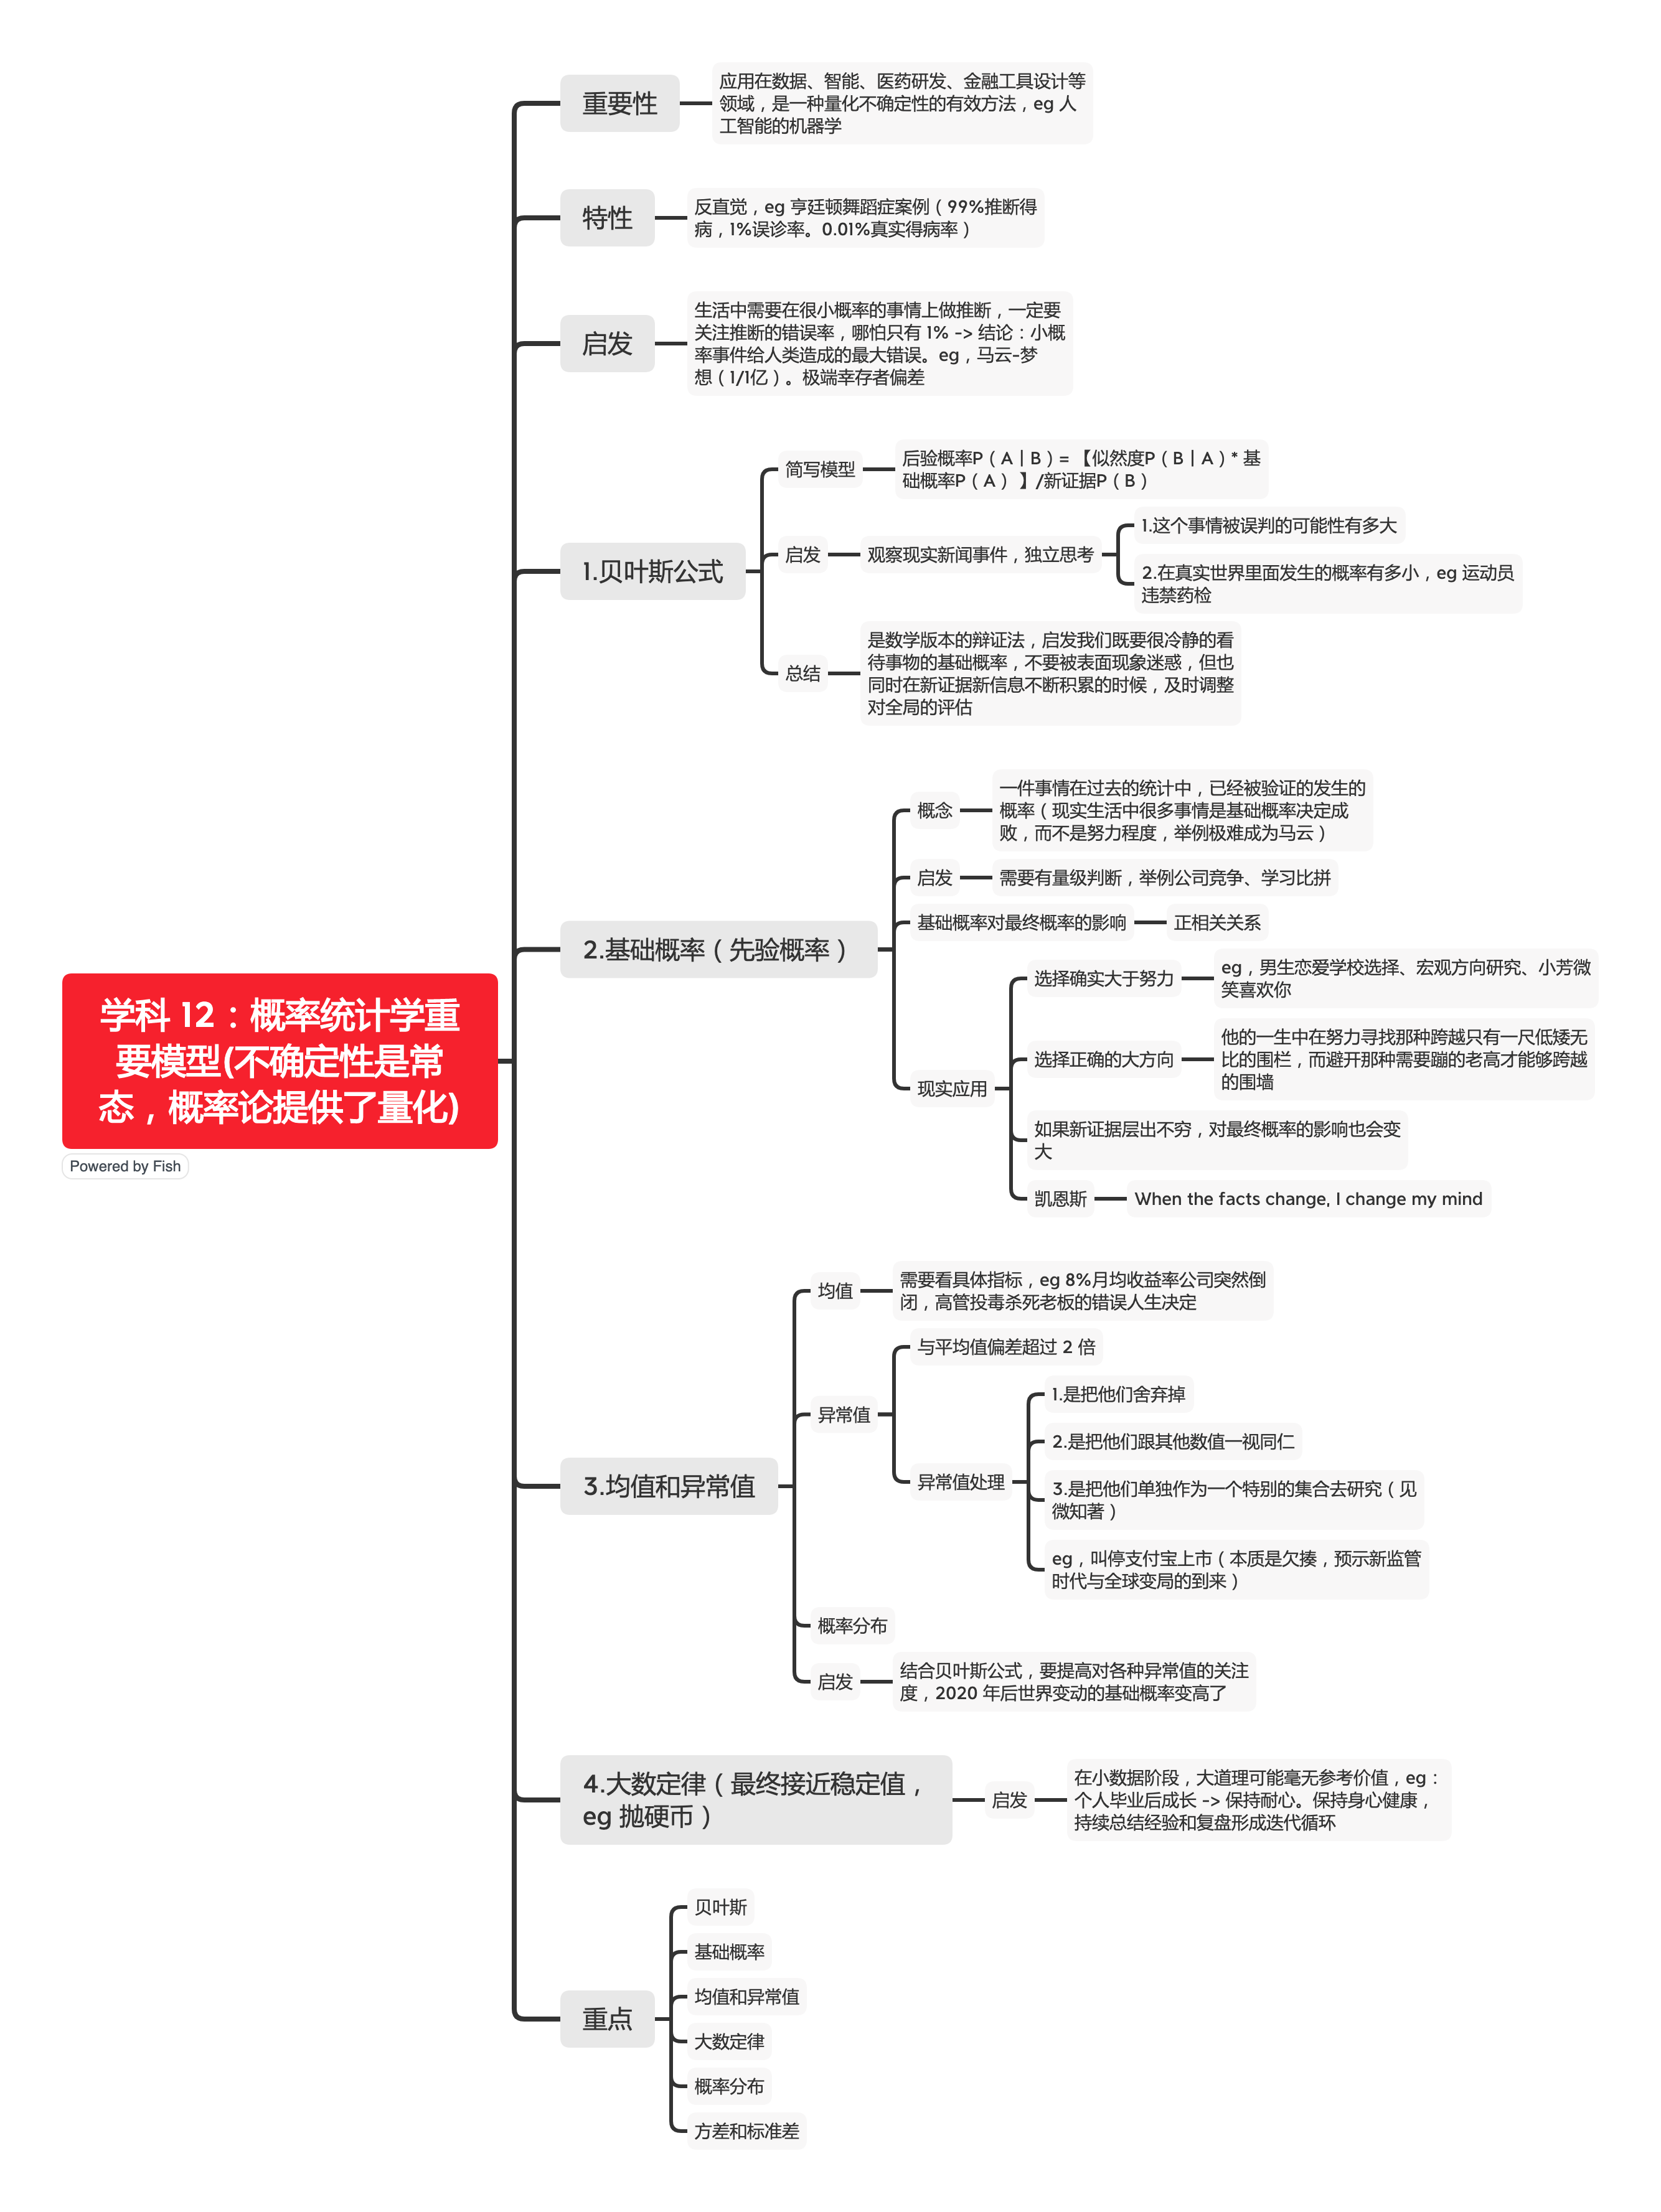 学科 12：概率统计学重
要模型(不确定性是常
态，概率论提供了量化)
Powered by Fish
重要性
应用在数据、智能、医药研发、金融工具设计等
领域，是一种量化不确定性的有效方法，eg 人
工智能的机器学
特性
反直觉，eg 亨廷顿舞蹈症案例（99%推断得
病，1%误诊率。0.01%真实得病率）
启发
生活中需要在很小概率的事情上做推断，一定要
关注推断的错误率，哪怕只有 1% -> 结论：小概
率事件给人类造成的最大错误。eg，马云-梦
想（1/1亿）。极端幸存者偏差
1.贝叶斯公式
简写模型
后验概率P（A｜B）= 【似然度P（B｜A）* 基
础概率P（A）】/新证据P（B）
启发
观察现实新闻事件，独立思考
1.这个事情被误判的可能性有多大
2.在真实世界里面发生的概率有多小，eg 运动员
违禁药检
总结
是数学版本的辩证法，启发我们既要很冷静的看
待事物的基础概率，不要被表面现象迷惑，但也
同时在新证据新信息不断积累的时候，及时调整
对全局的评估
2.基础概率（先验概率）
概念
一件事情在过去的统计中，已经被验证的发生的
概率（现实生活中很多事情是基础概率决定成
败，而不是努力程度，举例极难成为马云）
启发
需要有量级判断，举例公司竞争、学习比拼
基础概率对最终概率的影响
正相关关系
现实应用
选择确实大于努力
eg，男生恋爱学校选择、宏观方向研究、小芳微
笑喜欢你
选择正确的大方向
他的一生中在努力寻找那种跨越只有一尺低矮无
比的围栏，而避开那种需要蹦的老高才能够跨越
的围墙
如果新证据层出不穷，对最终概率的影响也会变
大
凯恩斯
When the facts change, I change my mind
3.均值和异常值
均值
需要看具体指标，eg 8%月均收益率公司突然倒
闭，高管投毒杀死老板的错误人生决定
异常值
与平均值偏差超过 2 倍
异常值处理
1.是把他们舍弃掉
2.是把他们跟其他数值一视同仁
3.是把他们单独作为一个特别的集合去研究（见
微知著）
eg，叫停支付宝上市（本质是欠揍，预示新监管
时代与全球变局的到来）
概率分布
启发
结合贝叶斯公式，要提高对各种异常值的关注
度，2020 年后世界变动的基础概率变高了
4.大数定律（最终接近稳定值，
eg 抛硬币）
启发
在小数据阶段，大道理可能毫无参考价值，eg：
个人毕业后成长 -> 保持耐心。保持身心健康，
持续总结经验和复盘形成迭代循环
重点
贝叶斯
基础概率
均值和异常值
大数定律
概率分布
方差和标准差